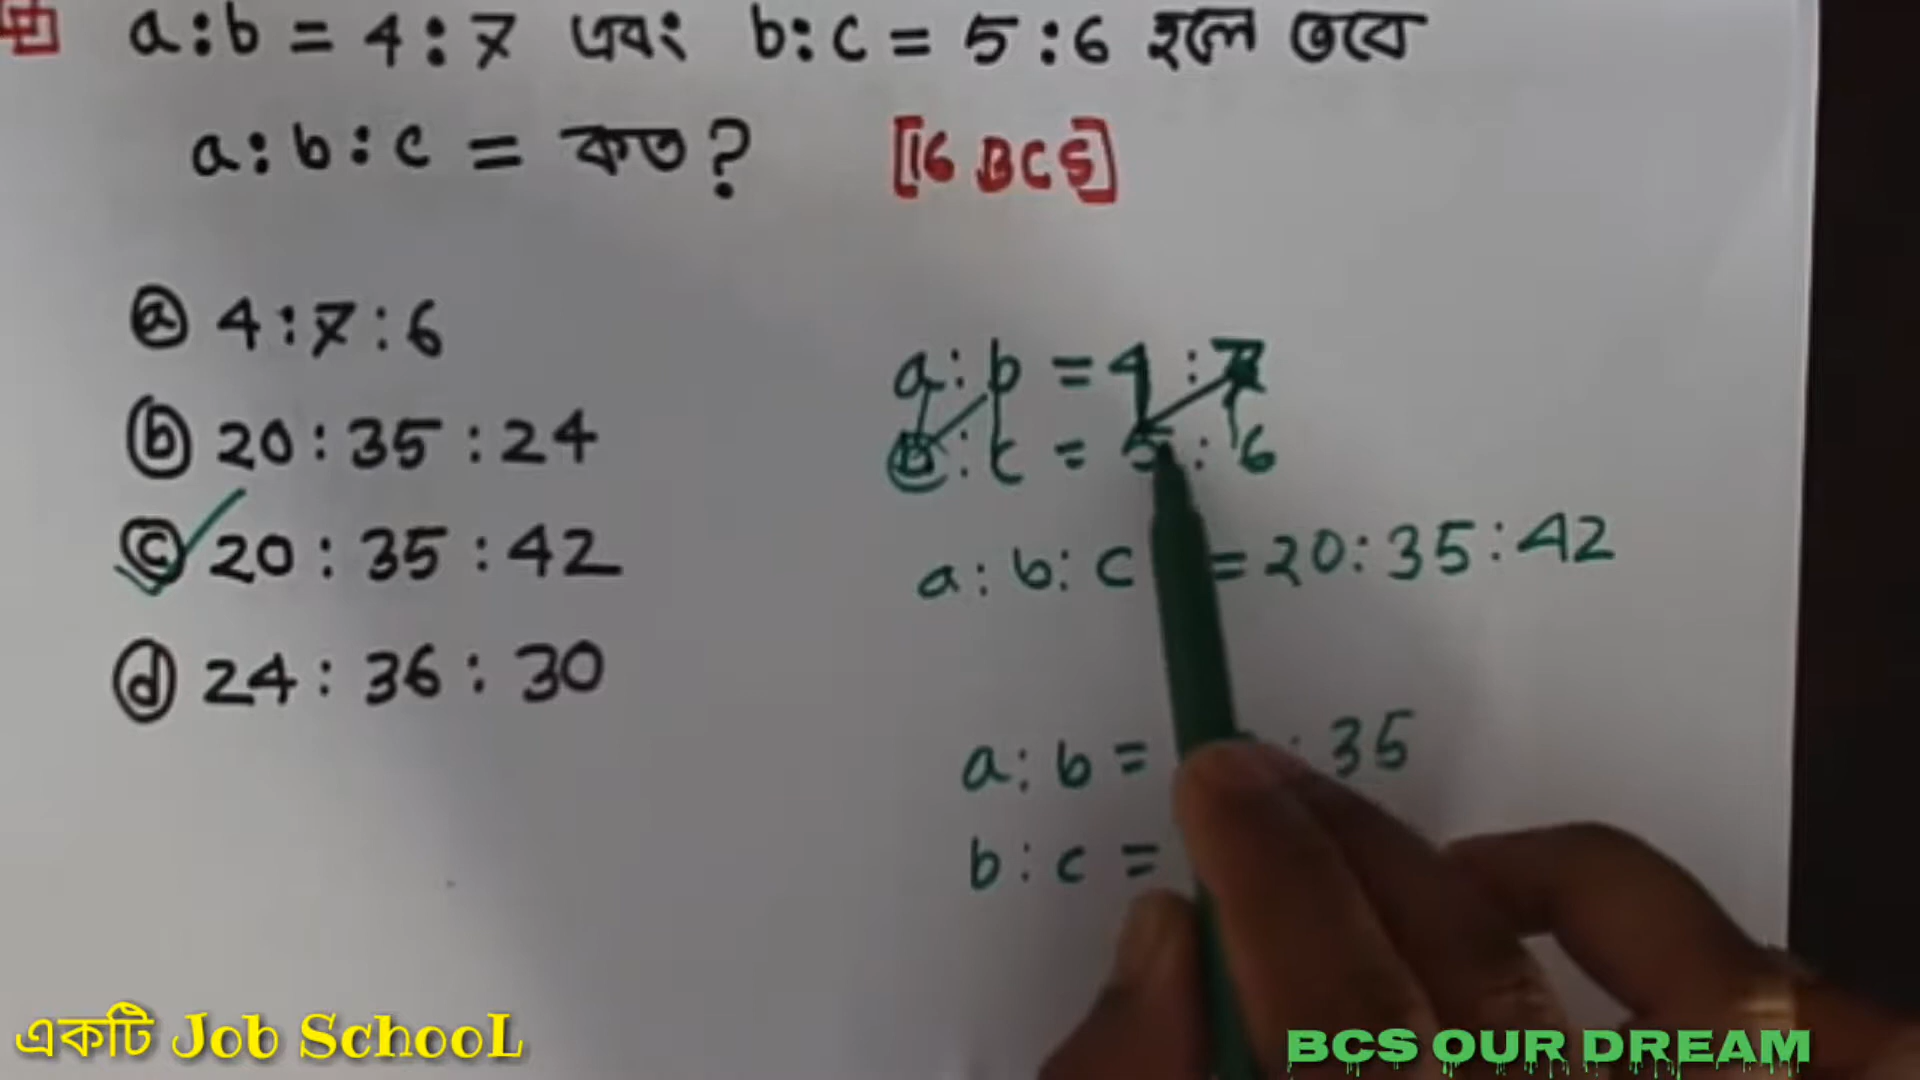 a:b = 4:7 এবং b:c = 5:6 হলে তবে
a:b:c = কত? [16 BCS]
ⓐ 4:7:6
ⓑ 20:35:24
ⓒ 20:35:42
ⓓ 24:36:30
a:b = 4:7
b:c = 5:6
a:b:c = 20:35:42
a:b = : 35
b:c =
একটি Job SchooL
BCS OUR DREAM